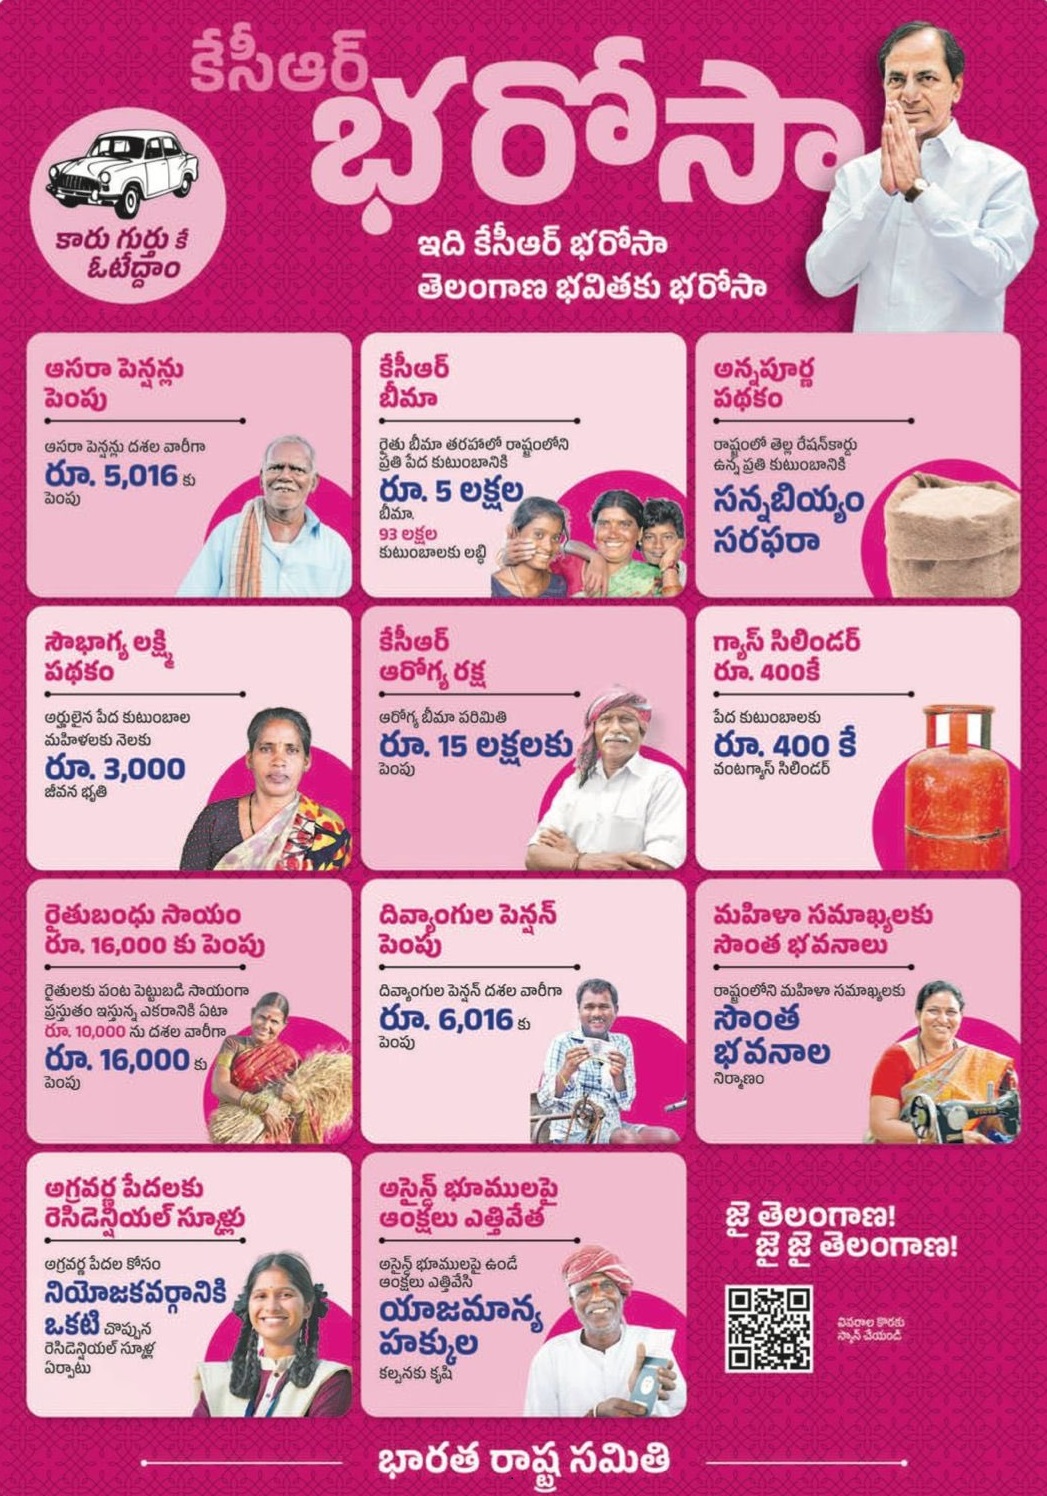 కేసీఆర్
భరోసా
ఇది కేసీఆర్ భరోసా
తెలంగాణ భవితకు భరోసా
కారు గుర్తు కే
ఓటేద్దాం
ఆసరా పెన్షన్లు
పెంపు
ఆసరా పెన్షన్లు దశల వారీగా
రూ. 5,016 కు
పెంపు
కేసీఆర్
బీమా
రైతు బీమా తరహాలో రాష్ట్రంలోని
ప్రతి పేద కుటుంబానికి
రూ. 5 లక్షల
బీమా.
93 లక్షల
కుటుంబాలకు లబ్ధి
అన్నపూర్ణ
పథకం
రాష్ట్రంలో తెల్ల రేషన్‌కార్డు
ఉన్న ప్రతి కుటుంబానికి
సన్నబియ్యం
సరఫరా
సౌభాగ్య లక్ష్మి
పథకం
అర్హులైన పేద కుటుంబాల
మహిళలకు నెలకు
రూ. 3,000
జీవన భృతి
కేసీఆర్
ఆరోగ్య రక్ష
ఆరోగ్య బీమా పరిమితి
రూ. 15 లక్షలకు
పెంపు
గ్యాస్ సిలిండర్
రూ. 400కే
పేద కుటుంబాలకు
రూ. 400 కే
వంటగ్యాస్ సిలిండర్
రైతుబంధు సాయం
రూ. 16,000 కు పెంపు
రైతులకు పంట పెట్టుబడి సాయంగా
ప్రస్తుతం ఇస్తున్న ఎకరానికి ఏటా
రూ. 10,000 ను దశల వారీగా
రూ. 16,000 కు
పెంపు
దివ్యాంగుల పెన్షన్
పెంపు
దివ్యాంగుల పెన్షన్ దశల వారీగా
రూ. 6,016 కు
పెంపు
మహిళా సమాఖ్యలకు
సొంత భవనాలు
రాష్ట్రంలోని మహిళా సమాఖ్యలకు
సొంత
భవనాల
నిర్మాణం
అగ్రవర్ణ పేదలకు
రెసిడెన్షియల్ స్కూళ్లు
అగ్రవర్ణ పేదల కోసం
నియోజకవర్గానికి
ఒకటి చొప్పున
రెసిడెన్షియల్ స్కూళ్ల
ఏర్పాటు
అసైన్డ్ భూములపై
ఆంక్షలు ఎత్తివేత
అసైన్డ్ భూములపై ఉండే
ఆంక్షలు ఎత్తివేసి
యాజమాన్య
హక్కుల
కల్పనకు కృషి
జై తెలంగాణ!
జై జై తెలంగాణ!
వివరాల కొరకు
స్కాన్ చేయండి
భారత రాష్ట్ర సమితి